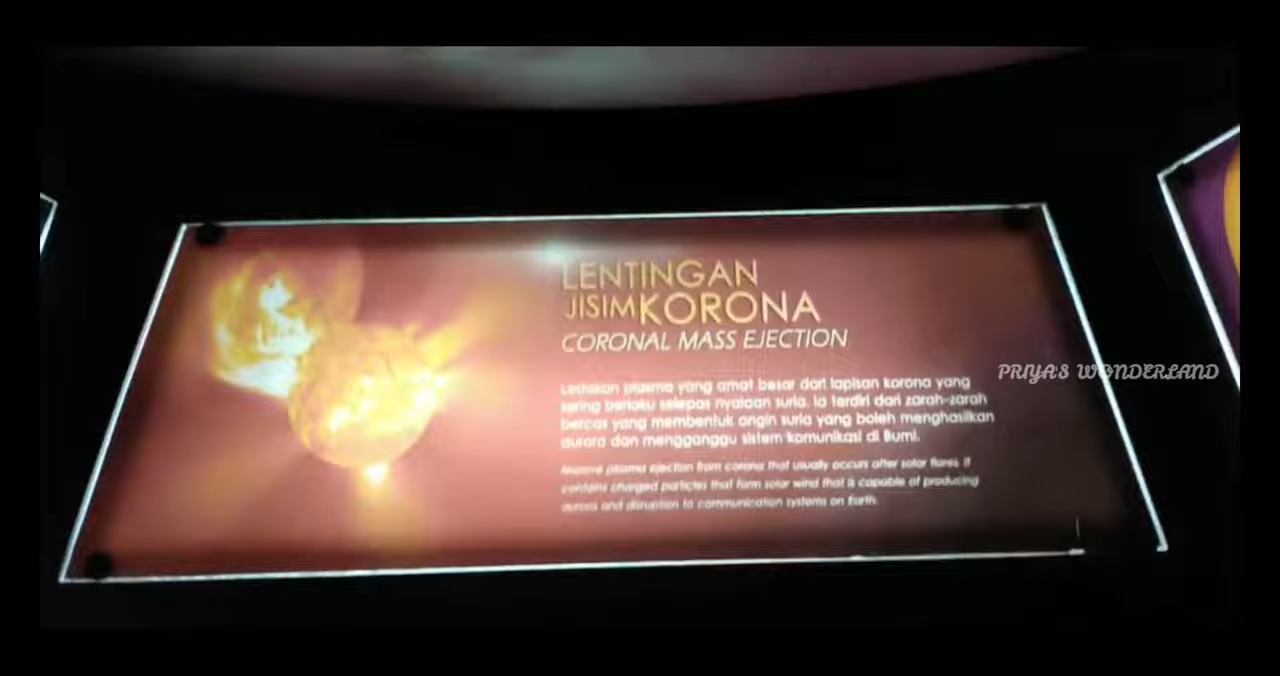 LENTINGAN
JISIM KORONA
CORONAL MASS EJECTION
Ledakan plasma yang amat besar dari lapisan korona yang
sering berlaku selepas nyalaan suria. Ia terdiri dari zarah-zarah
bercas yang membentuk angin suria yang boleh menghasilkan
aurora dan mengganggu sistem komunikasi di Bumi.
Massive plasma ejection from corona that usually occurs after solar flares. It
contains charged particles that form solar wind that is capable of producing
aurora and disruption to communication systems on Earth.
PRIYA'S WONDERLAND